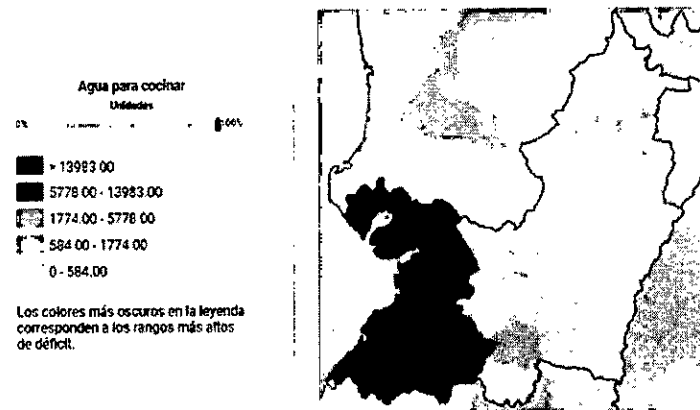 Agua para cocinar
Unidades
0% 100%
> 13983.00
5778.00 - 13983.00
1774.00 - 5778.00
584.00 - 1774.00
0 - 584.00
Los colores más oscuros en la leyenda
corresponden a los rangos más altos
de déficit.